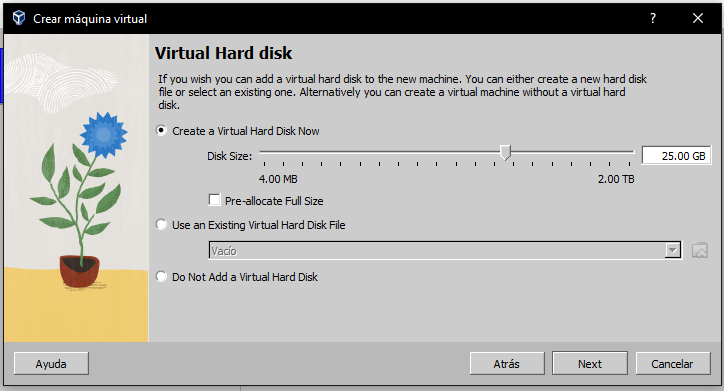 Crear máquina virtual
?
Virtual Hard disk
If you wish you can add a virtual hard disk to the new machine. You can either create a new hard disk
file or select an existing one. Alternatively you can create a virtual machine without a virtual hard
disk.
Create a Virtual Hard Disk Now
Disk Size:
25.00 GB
4.00 MB
2.00 TB
Pre-allocate Full Size
Use an Existing Virtual Hard Disk File
Vacío
Do Not Add a Virtual Hard Disk
Ayuda
Atrás
Next
Cancelar